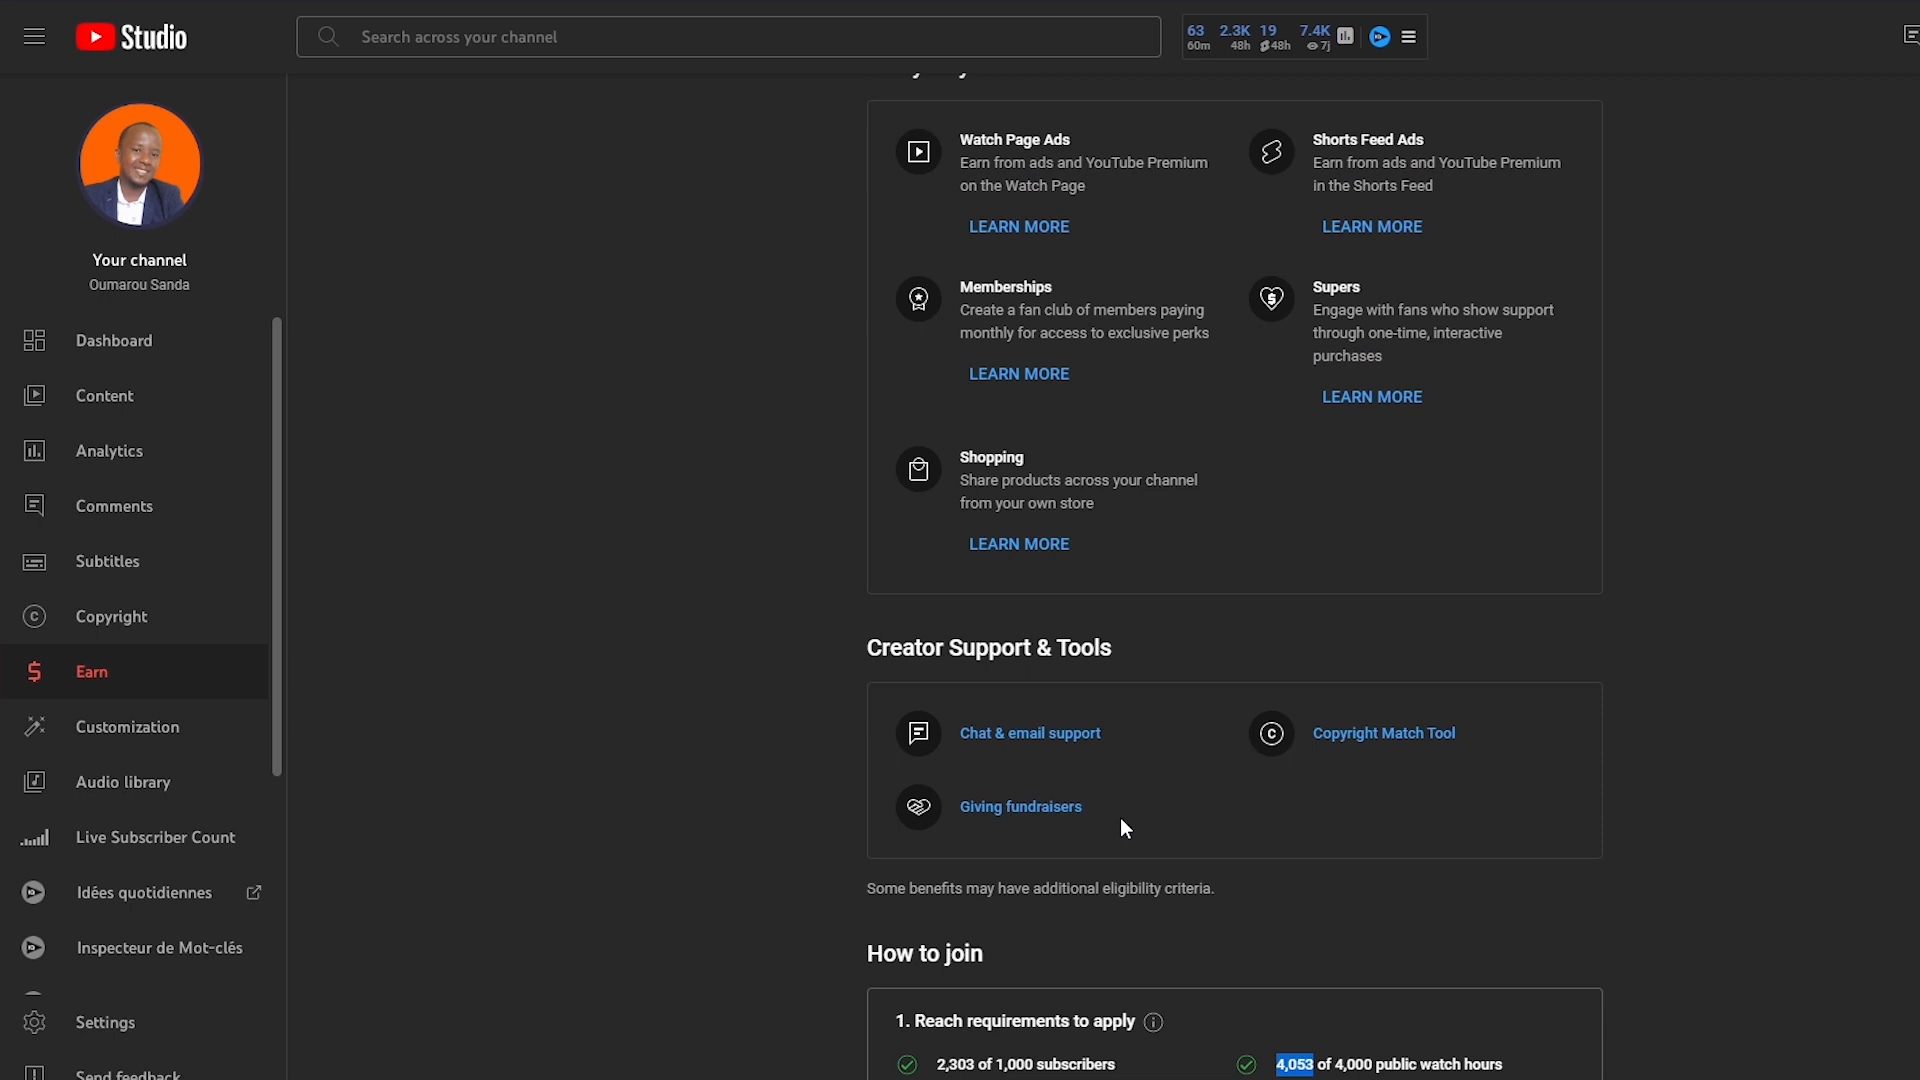 Studio
Search across your channel
63 2.3K 19 7.4K
60m 48h 48h 7j
Your channel
Oumarou Sanda
Dashboard
Content
Analytics
Comments
Subtitles
Copyright
Earn
Customization
Audio library
Live Subscriber Count
Idées quotidiennes
Inspecteur de Mot-clés
Settings
Send feedback
Watch Page Ads
Earn from ads and YouTube Premium
on the Watch Page
LEARN MORE
Shorts Feed Ads
Earn from ads and YouTube Premium
in the Shorts Feed
LEARN MORE
Memberships
Create a fan club of members paying
monthly for access to exclusive perks
LEARN MORE
Supers
Engage with fans who show support
through one-time, interactive
purchases
LEARN MORE
Shopping
Share products across your channel
from your own store
LEARN MORE
Creator Support & Tools
Chat & email support
Copyright Match Tool
Giving fundraisers
Some benefits may have additional eligibility criteria.
How to join
1. Reach requirements to apply
2,303 of 1,000 subscribers
4,053 of 4,000 public watch hours